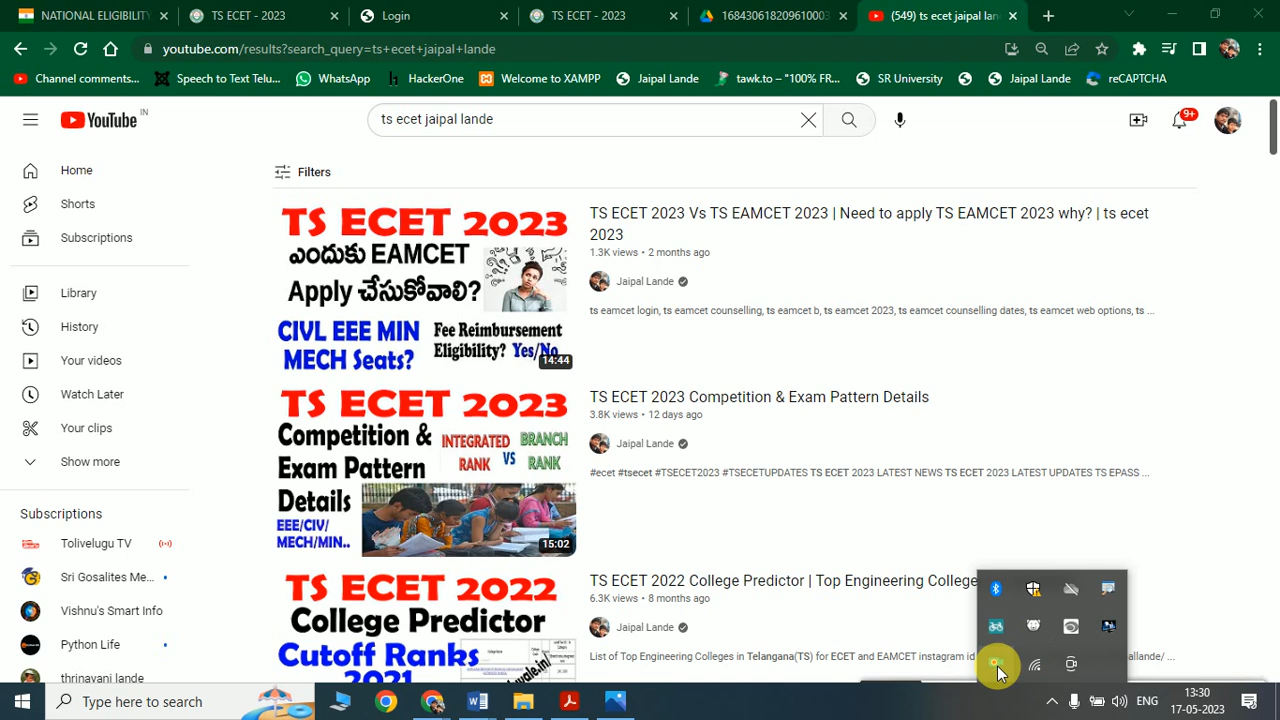 NATIONAL ELIGIBILITY
TS ECET - 2023
Login
TS ECET - 2023
168430618209610003
(549) ts ecet jaipal lan
youtube.com/results?search_query=ts+ecet+jaipal+lande
Channel comments...
Speech to Text Telu...
WhatsApp
HackerOne
Welcome to XAMPP
Jaipal Lande
tawk.to – "100% FR...
SR University
Jaipal Lande
reCAPTCHA
YouTube
IN
ts ecet jaipal lande
9+
Home
Shorts
Subscriptions
Library
History
Your videos
Watch Later
Your clips
Show more
Subscriptions
Tolivelugu TV
Sri Gosalites Me...
Vishnu's Smart Info
Python Life
thrinavani lande
Filters
TS ECET 2023
ఎందుకు EAMCET
Apply చేసుకోవాలి?
CIVL EEE MIN
MECH Seats?
Fee Reimbursement
Eligibility? Yes/No
14:44
TS ECET 2023 Vs TS EAMCET 2023 | Need to apply TS EAMCET 2023 why? | ts ecet
2023
1.3K views • 2 months ago
Jaipal Lande
ts eamcet login, ts eamcet counselling, ts eamcet b, ts eamcet 2023, ts eamcet counselling dates, ts eamcet web options, ts ...
TS ECET 2023
Competition &
Exam Pattern
Details
EEE/CIV/
MECH/MIN..
INTEGRATED
RANK
VS
BRANCH
RANK
15:02
TS ECET 2023 Competition & Exam Pattern Details
3.8K views • 12 days ago
Jaipal Lande
#ecet #tsecet #TSECET2023 #TSECETUPDATES TS ECET 2023 LATEST NEWS TS ECET 2023 LATEST UPDATES TS EPASS ...
TS ECET 2022
College Predictor
Cutoff Ranks
2021
TS ECET 2022 College Predictor | Top Engineering College
6.3K views • 8 months ago
Jaipal Lande
List of Top Engineering Colleges in Telangana(TS) TS ECET and EAMCET instagram id
allande/ ...
Type here to search
ENG
13:30
17-05-2023